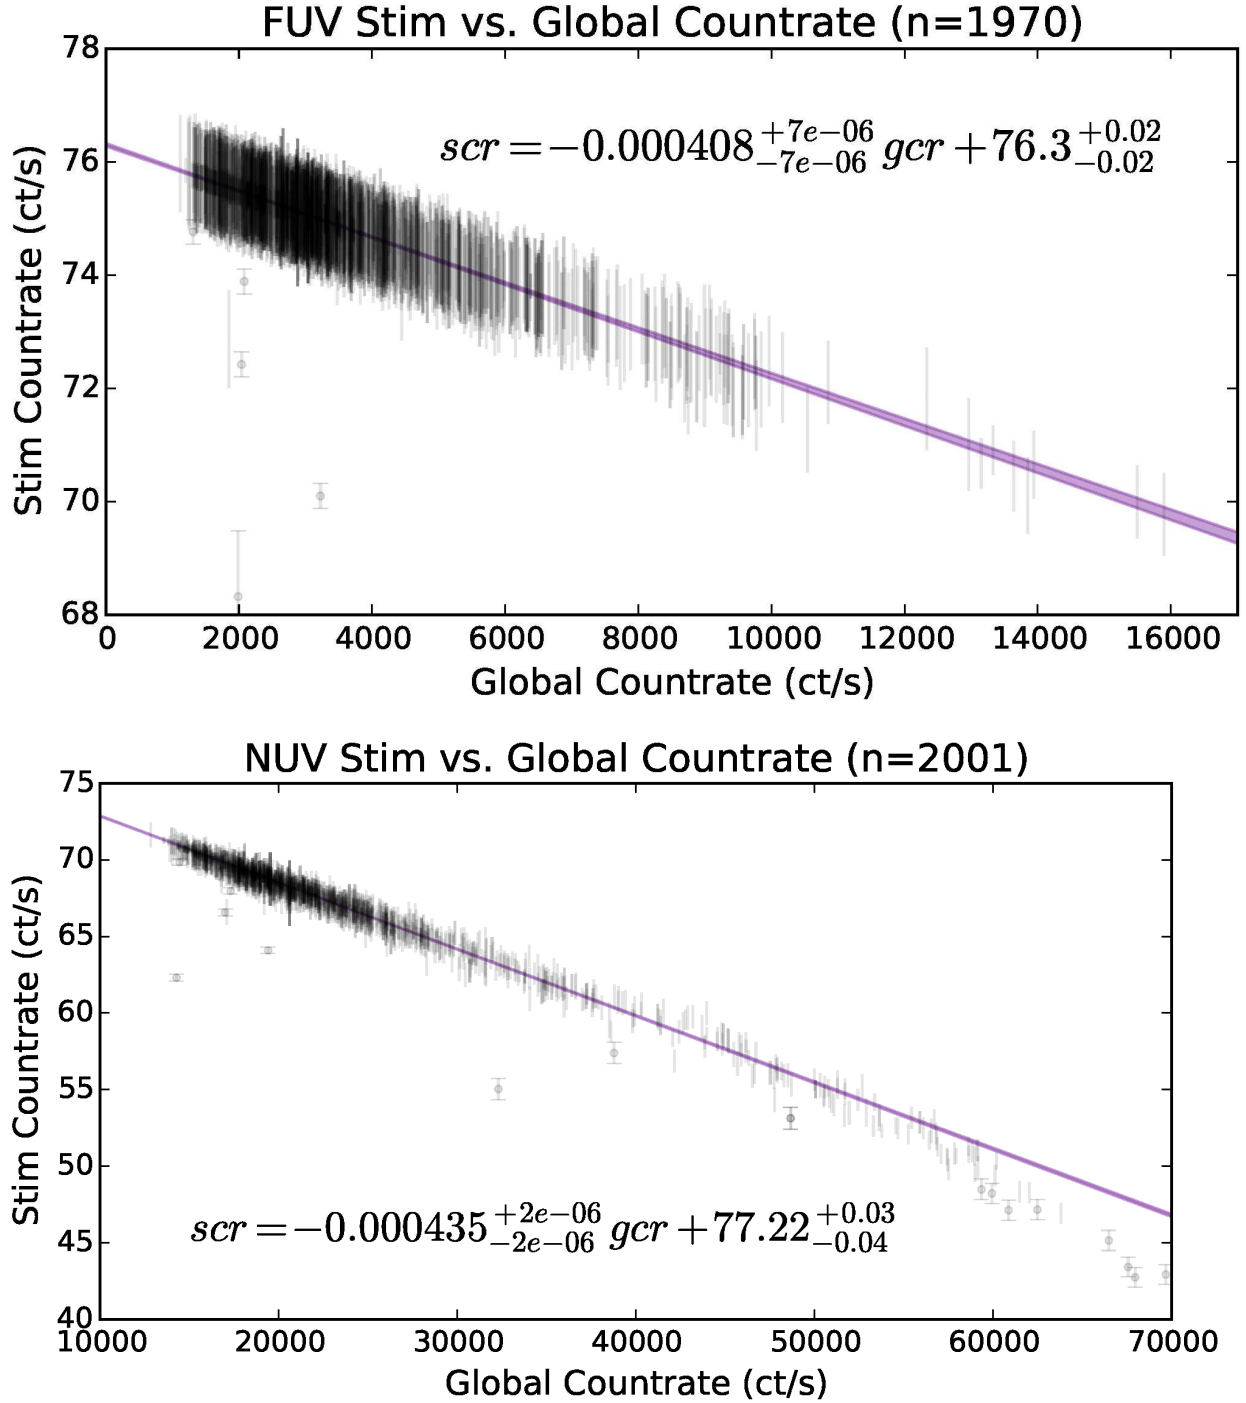 FUV Stim vs. Global Countrate (n=1970)
78
76
74
72
70
68
Stim Countrate (ct/s)
scr = −0.000408 +7e−06 −7e−06 gcr + 76.3 +0.02 −0.02
0 2000 4000 6000 8000 10000 12000 14000 16000
Global Countrate (ct/s)
NUV Stim vs. Global Countrate (n=2001)
75
70
65
60
55
50
45
40
Stim Countrate (ct/s)
scr = −0.000435 +2e−06 −2e−06 gcr + 77.22 +0.03 −0.04
10000 20000 30000 40000 50000 60000 70000
Global Countrate (ct/s)